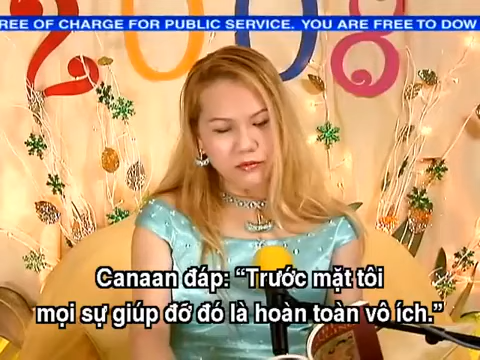 REE OF CHARGE FOR PUBLIC SERVICE. YOU ARE FREE TO DOW
2008
Canaan đáp: “Trước mặt tôi
mọi sự giúp đỡ đó là hoàn toàn vô ích.”